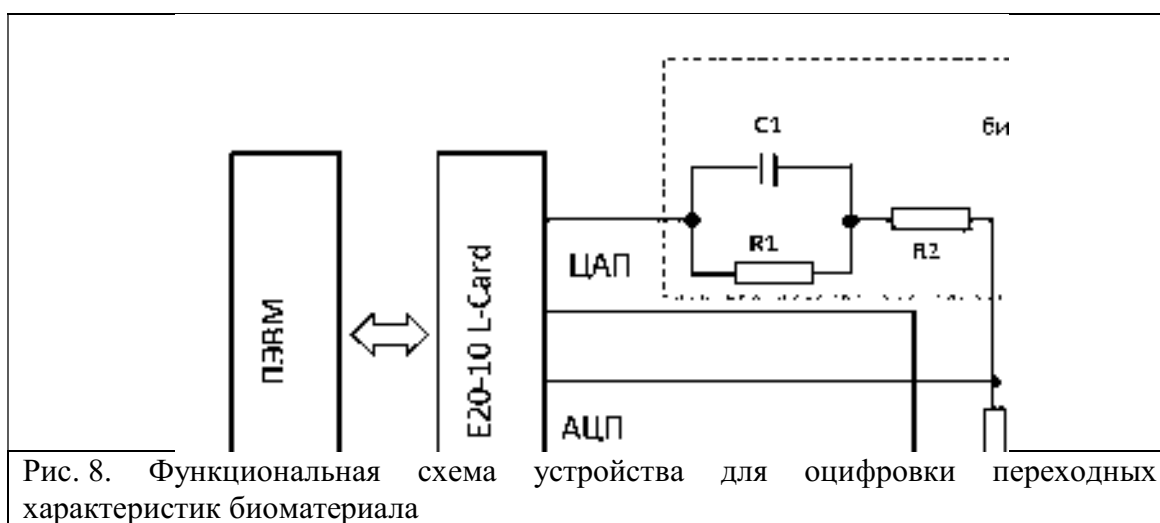 C1
би
R1
R2
ЦАП
ПЭВМ
E20-10 L-Card
АЦП
Рис. 8. Функциональная схема устройства для оцифровки переходных
характеристик биоматериала